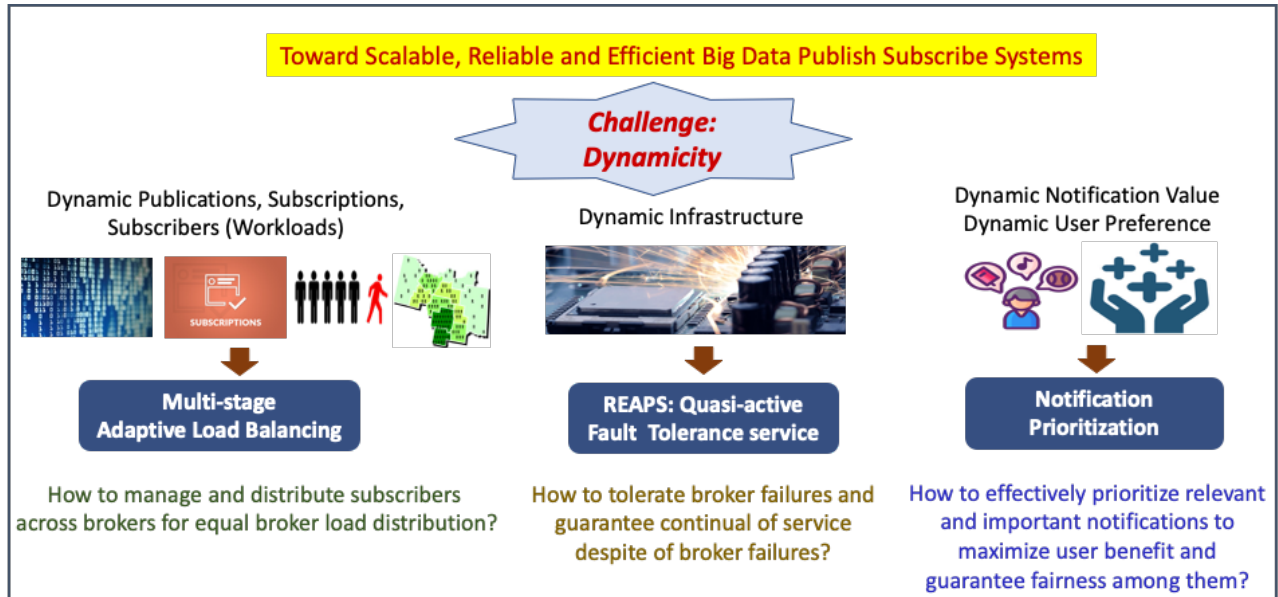 Toward Scalable, Reliable and Efficient Big Data Publish Subscribe Systems
Challenge:
Dynamicity
Dynamic Publications, Subscriptions,
Subscribers (Workloads)
SUBSCRIPTIONS
Multi-stage
Adaptive Load Balancing
How to manage and distribute subscribers
across brokers for equal broker load distribution?
Dynamic Infrastructure
REAPS: Quasi-active
Fault Tolerance service
How to tolerate broker failures and
guarantee continual of service
despite of broker failures?
Dynamic Notification Value
Dynamic User Preference
Notification
Prioritization
How to effectively prioritize relevant
and important notifications to
maximize user benefit and
guarantee fairness among them?